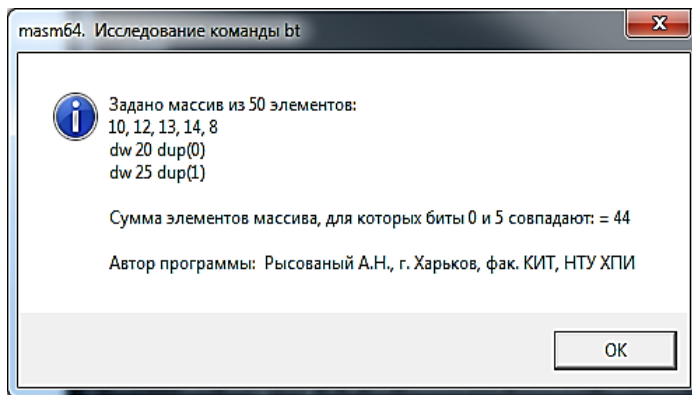 masm64. Исследование команды bt
Задано массив из 50 элементов:
10, 12, 13, 14, 8
dw 20 dup(0)
dw 25 dup(1)
Сумма элементов массива, для которых биты 0 и 5 совпадают: = 44
Автор программы: Рысованый А.Н., г. Харьков, фак. КИТ, НТУ ХПИ
OK